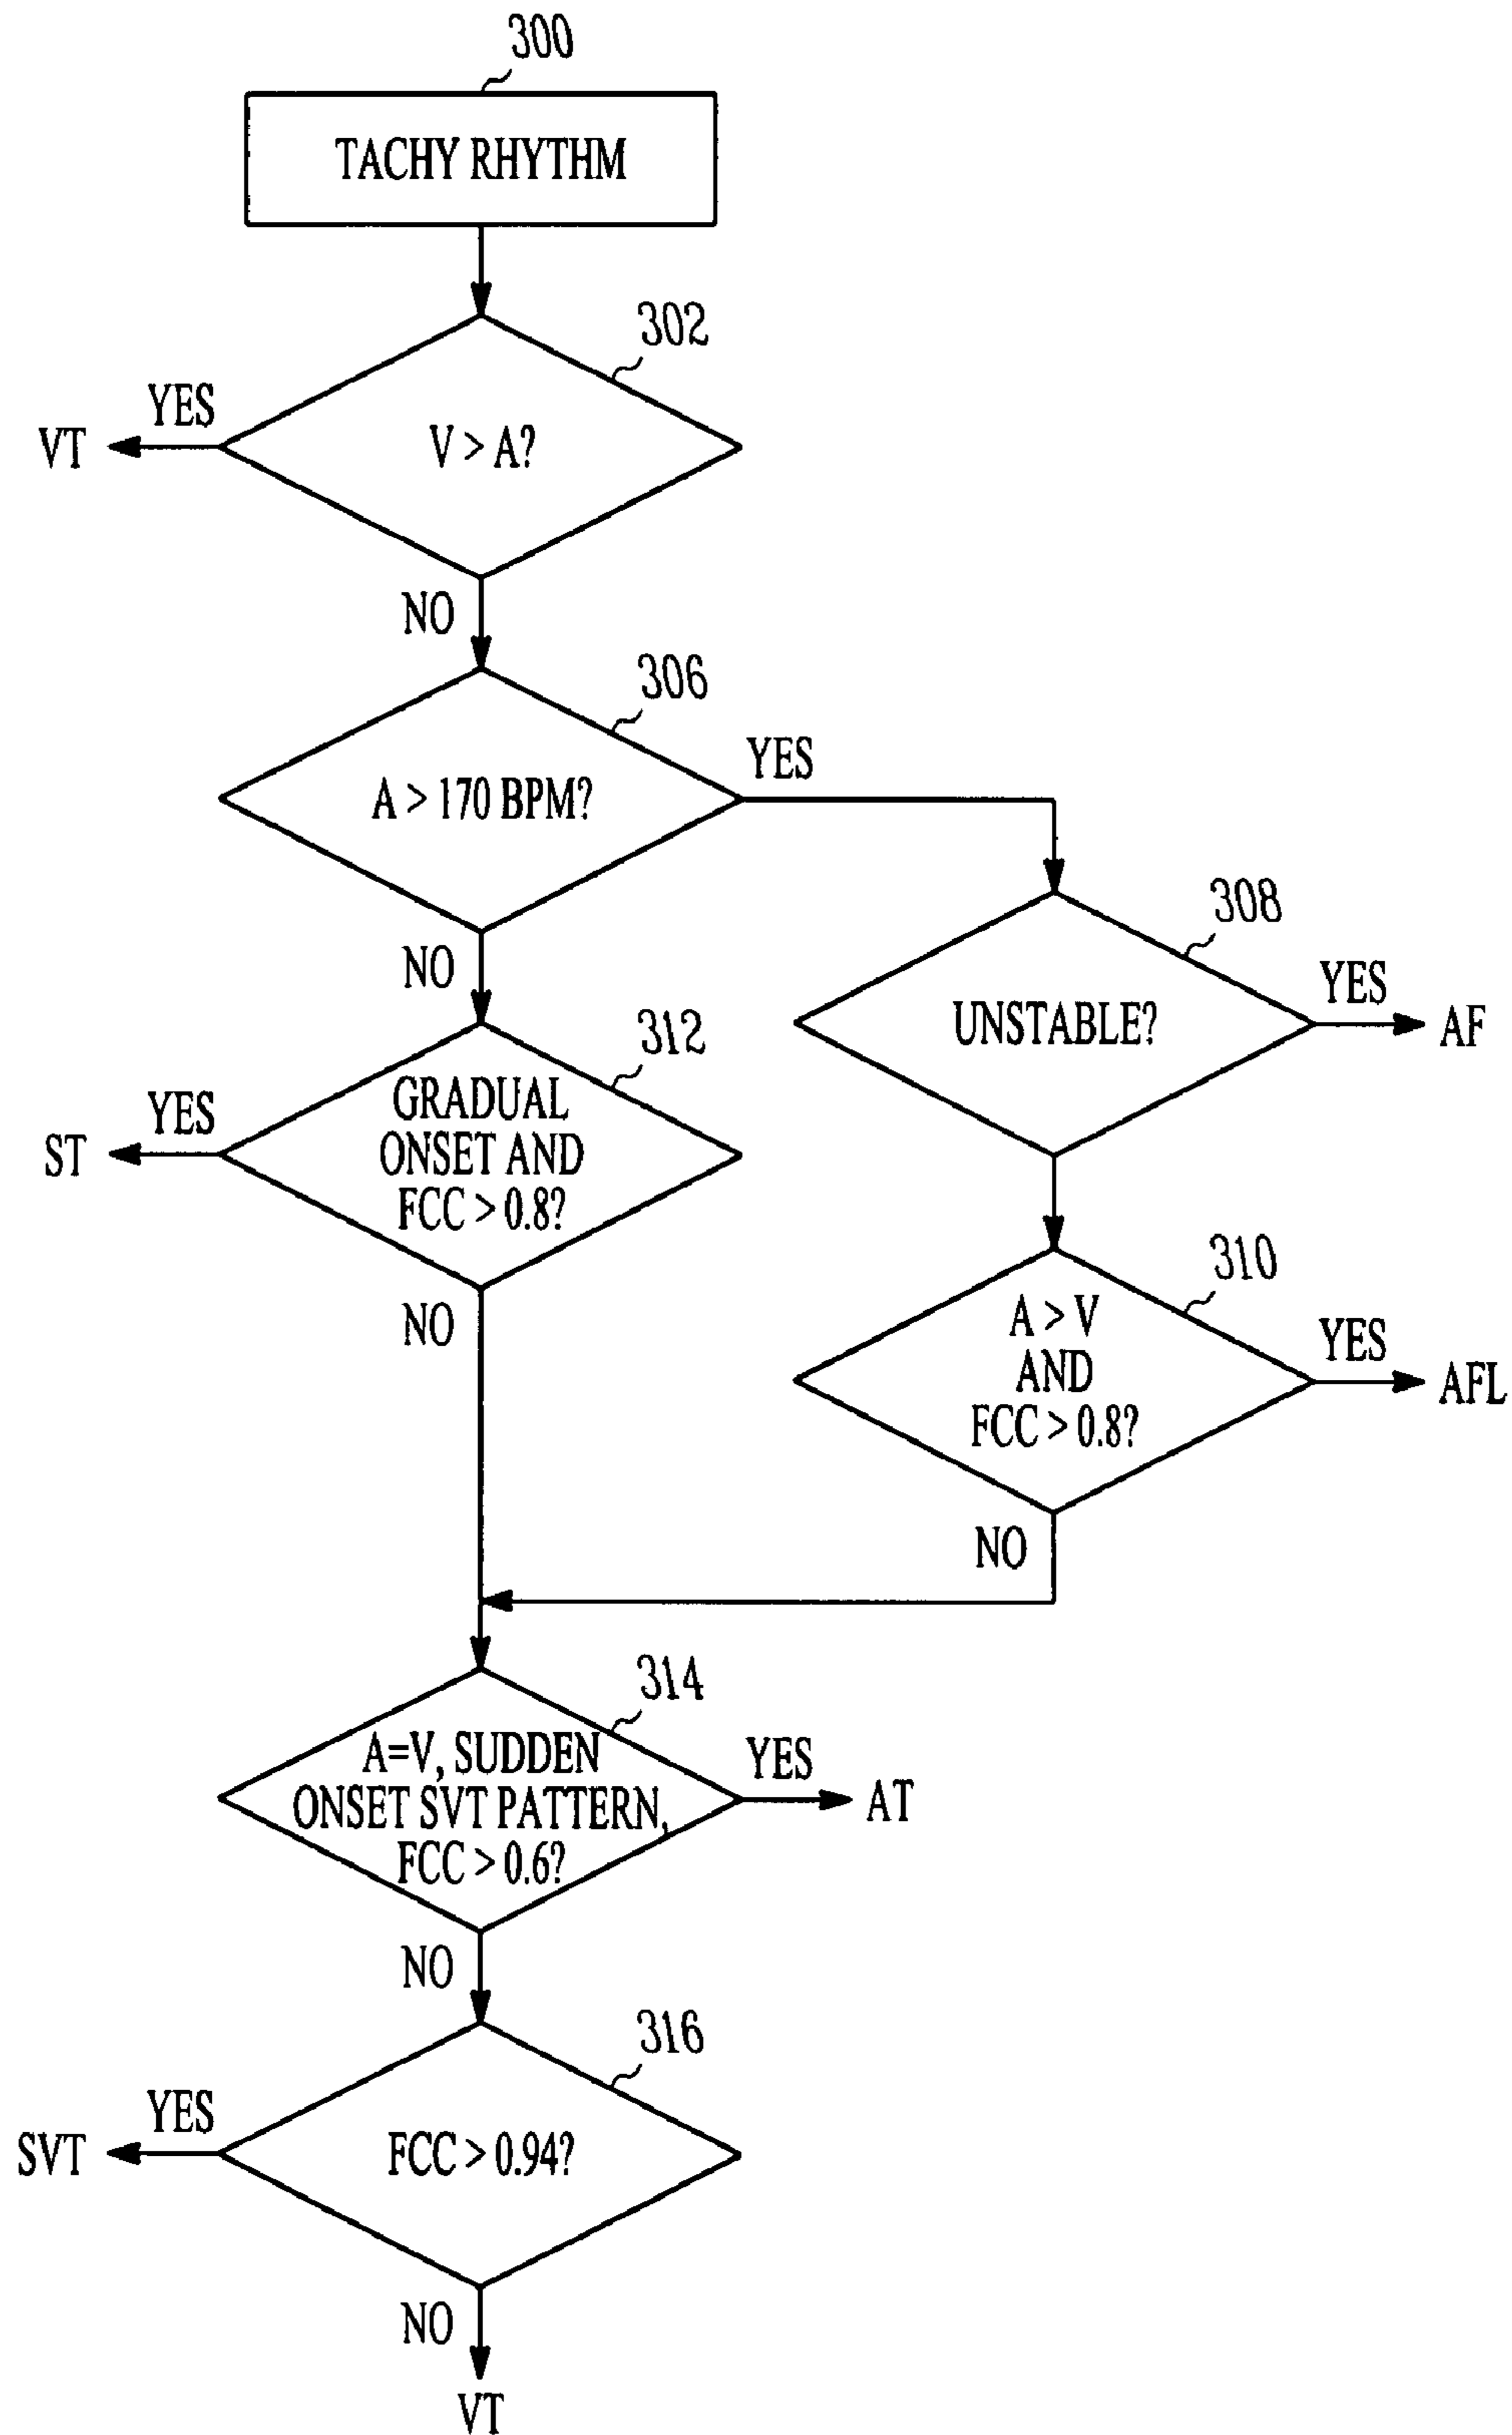 300
TACHY RHYTHM
302
YES
VT
V > A?
NO
306
YES
A > 170 BPM?
NO
308
YES
UNSTABLE?
AF
312
GRADUAL
ONSET AND
FCC > 0.8?
YES
ST
NO
310
A > V
AND
FCC > 0.8?
YES
AFL
NO
314
A=V, SUDDEN
ONSET SVT PATTERN,
FCC > 0.6?
YES
AT
NO
316
YES
SVT
FCC > 0.94?
NO
VT